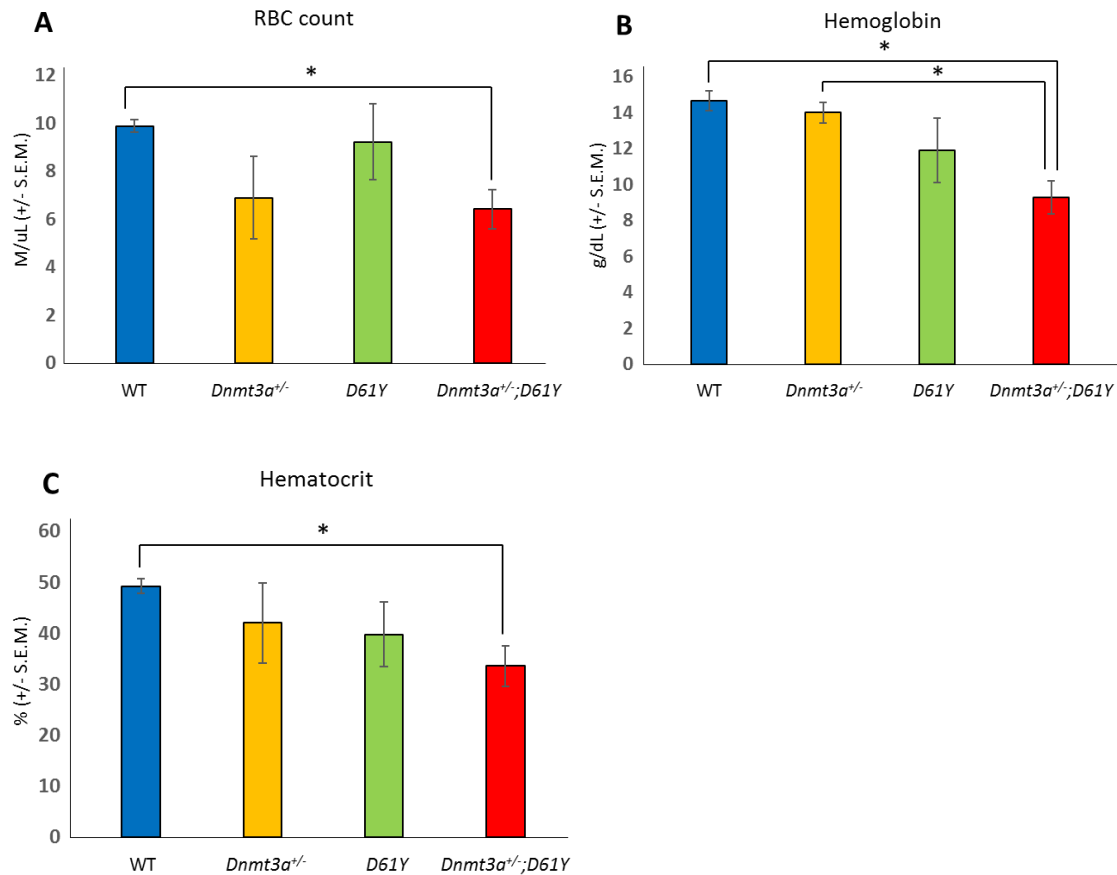 A
RBC count
*
12
10
8
6
4
2
0
M/uL (+/- S.E.M.)
WT
Dnmt3a+/-
D61Y
Dnmt3a+/-;D61Y
B
Hemoglobin
*
*
16
14
12
10
8
6
4
2
0
g/dL (+/- S.E.M.)
WT
Dnmt3a+/-
D61Y
Dnmt3a+/-;D61Y
C
Hematocrit
*
60
50
40
30
20
10
0
% (+/- S.E.M.)
WT
Dnmt3a+/-
D61Y
Dnmt3a+/-;D61Y